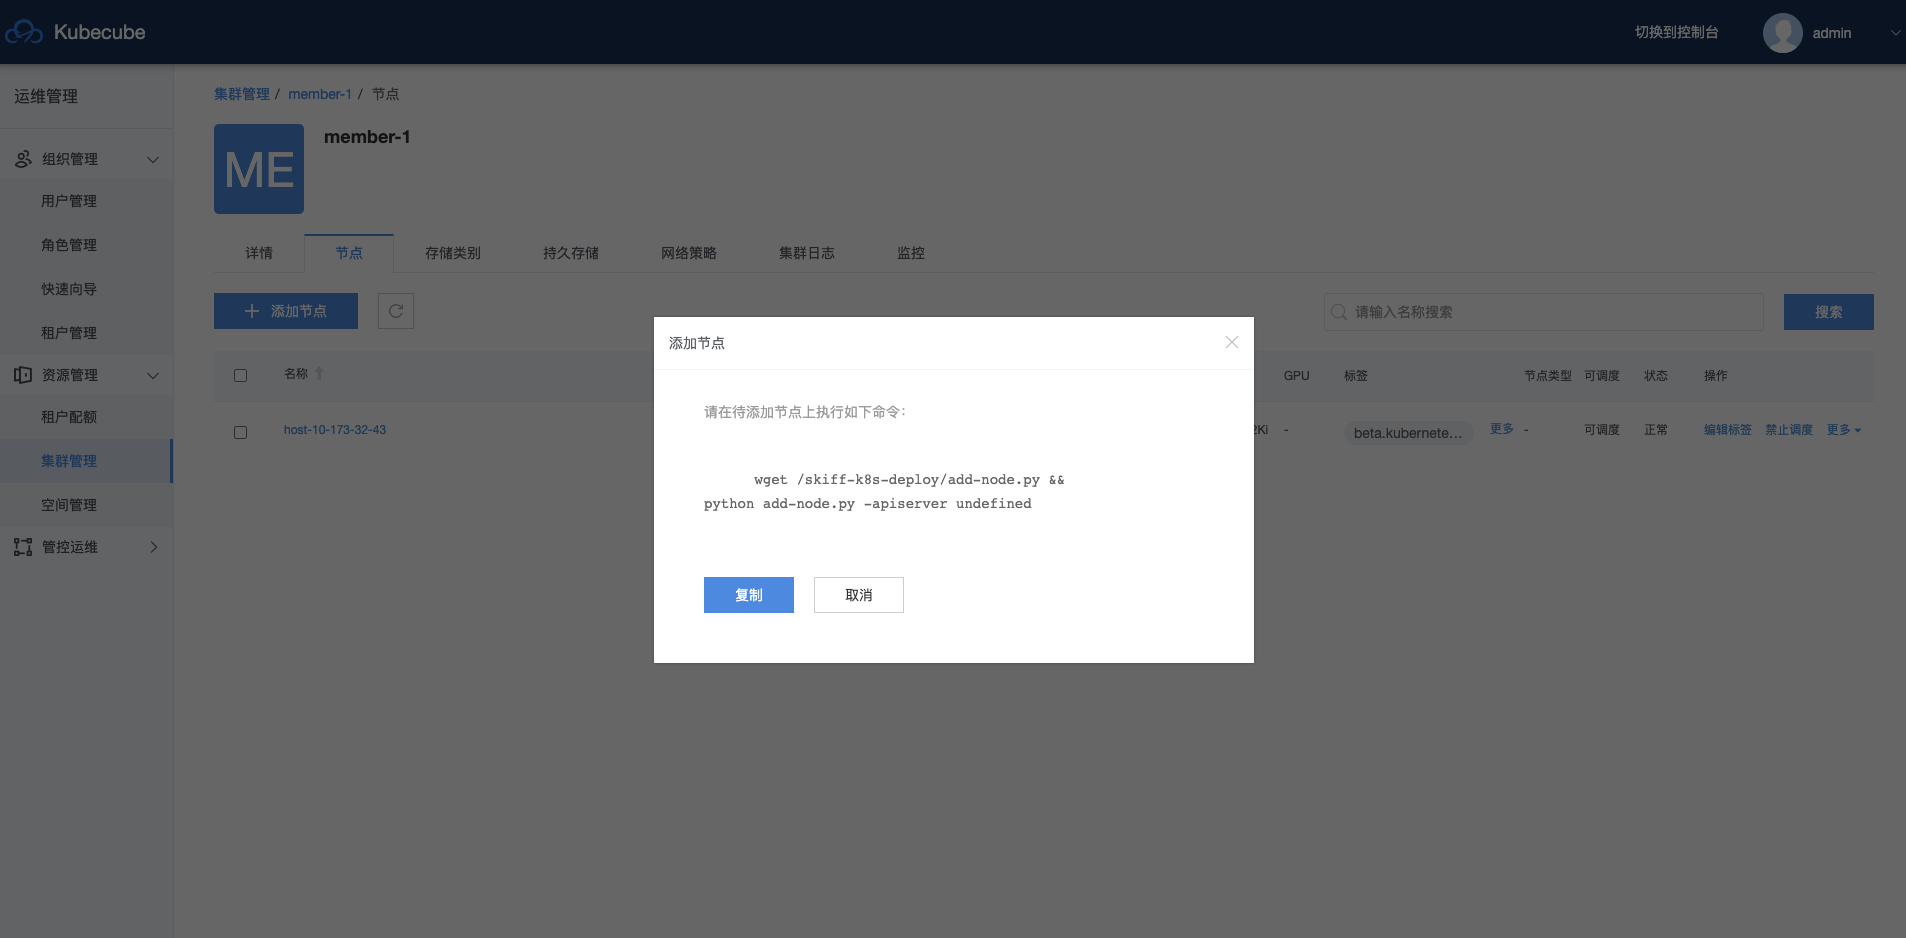 Kubecube
切换到控制台
admin
运维管理
组织管理
用户管理
角色管理
快速向导
租户管理
资源管理
租户配额
集群管理
空间管理
管控运维
集群管理 / member-1 / 节点
ME
member-1
详情 节点 存储类别 持久存储 网络策略 集群日志 监控
添加节点
请输入名称搜索
搜索
名称 GPU 标签 节点类型 可调度 状态 操作
host-10-173-32-43 2Ki - beta.kubernete... 更多 - 可调度 正常 编辑标签 禁止调度 更多
添加节点
请在待添加节点上执行如下命令：
wget /skiff-k8s-deploy/add-node.py &&
python add-node.py -apiserver undefined
复制 取消